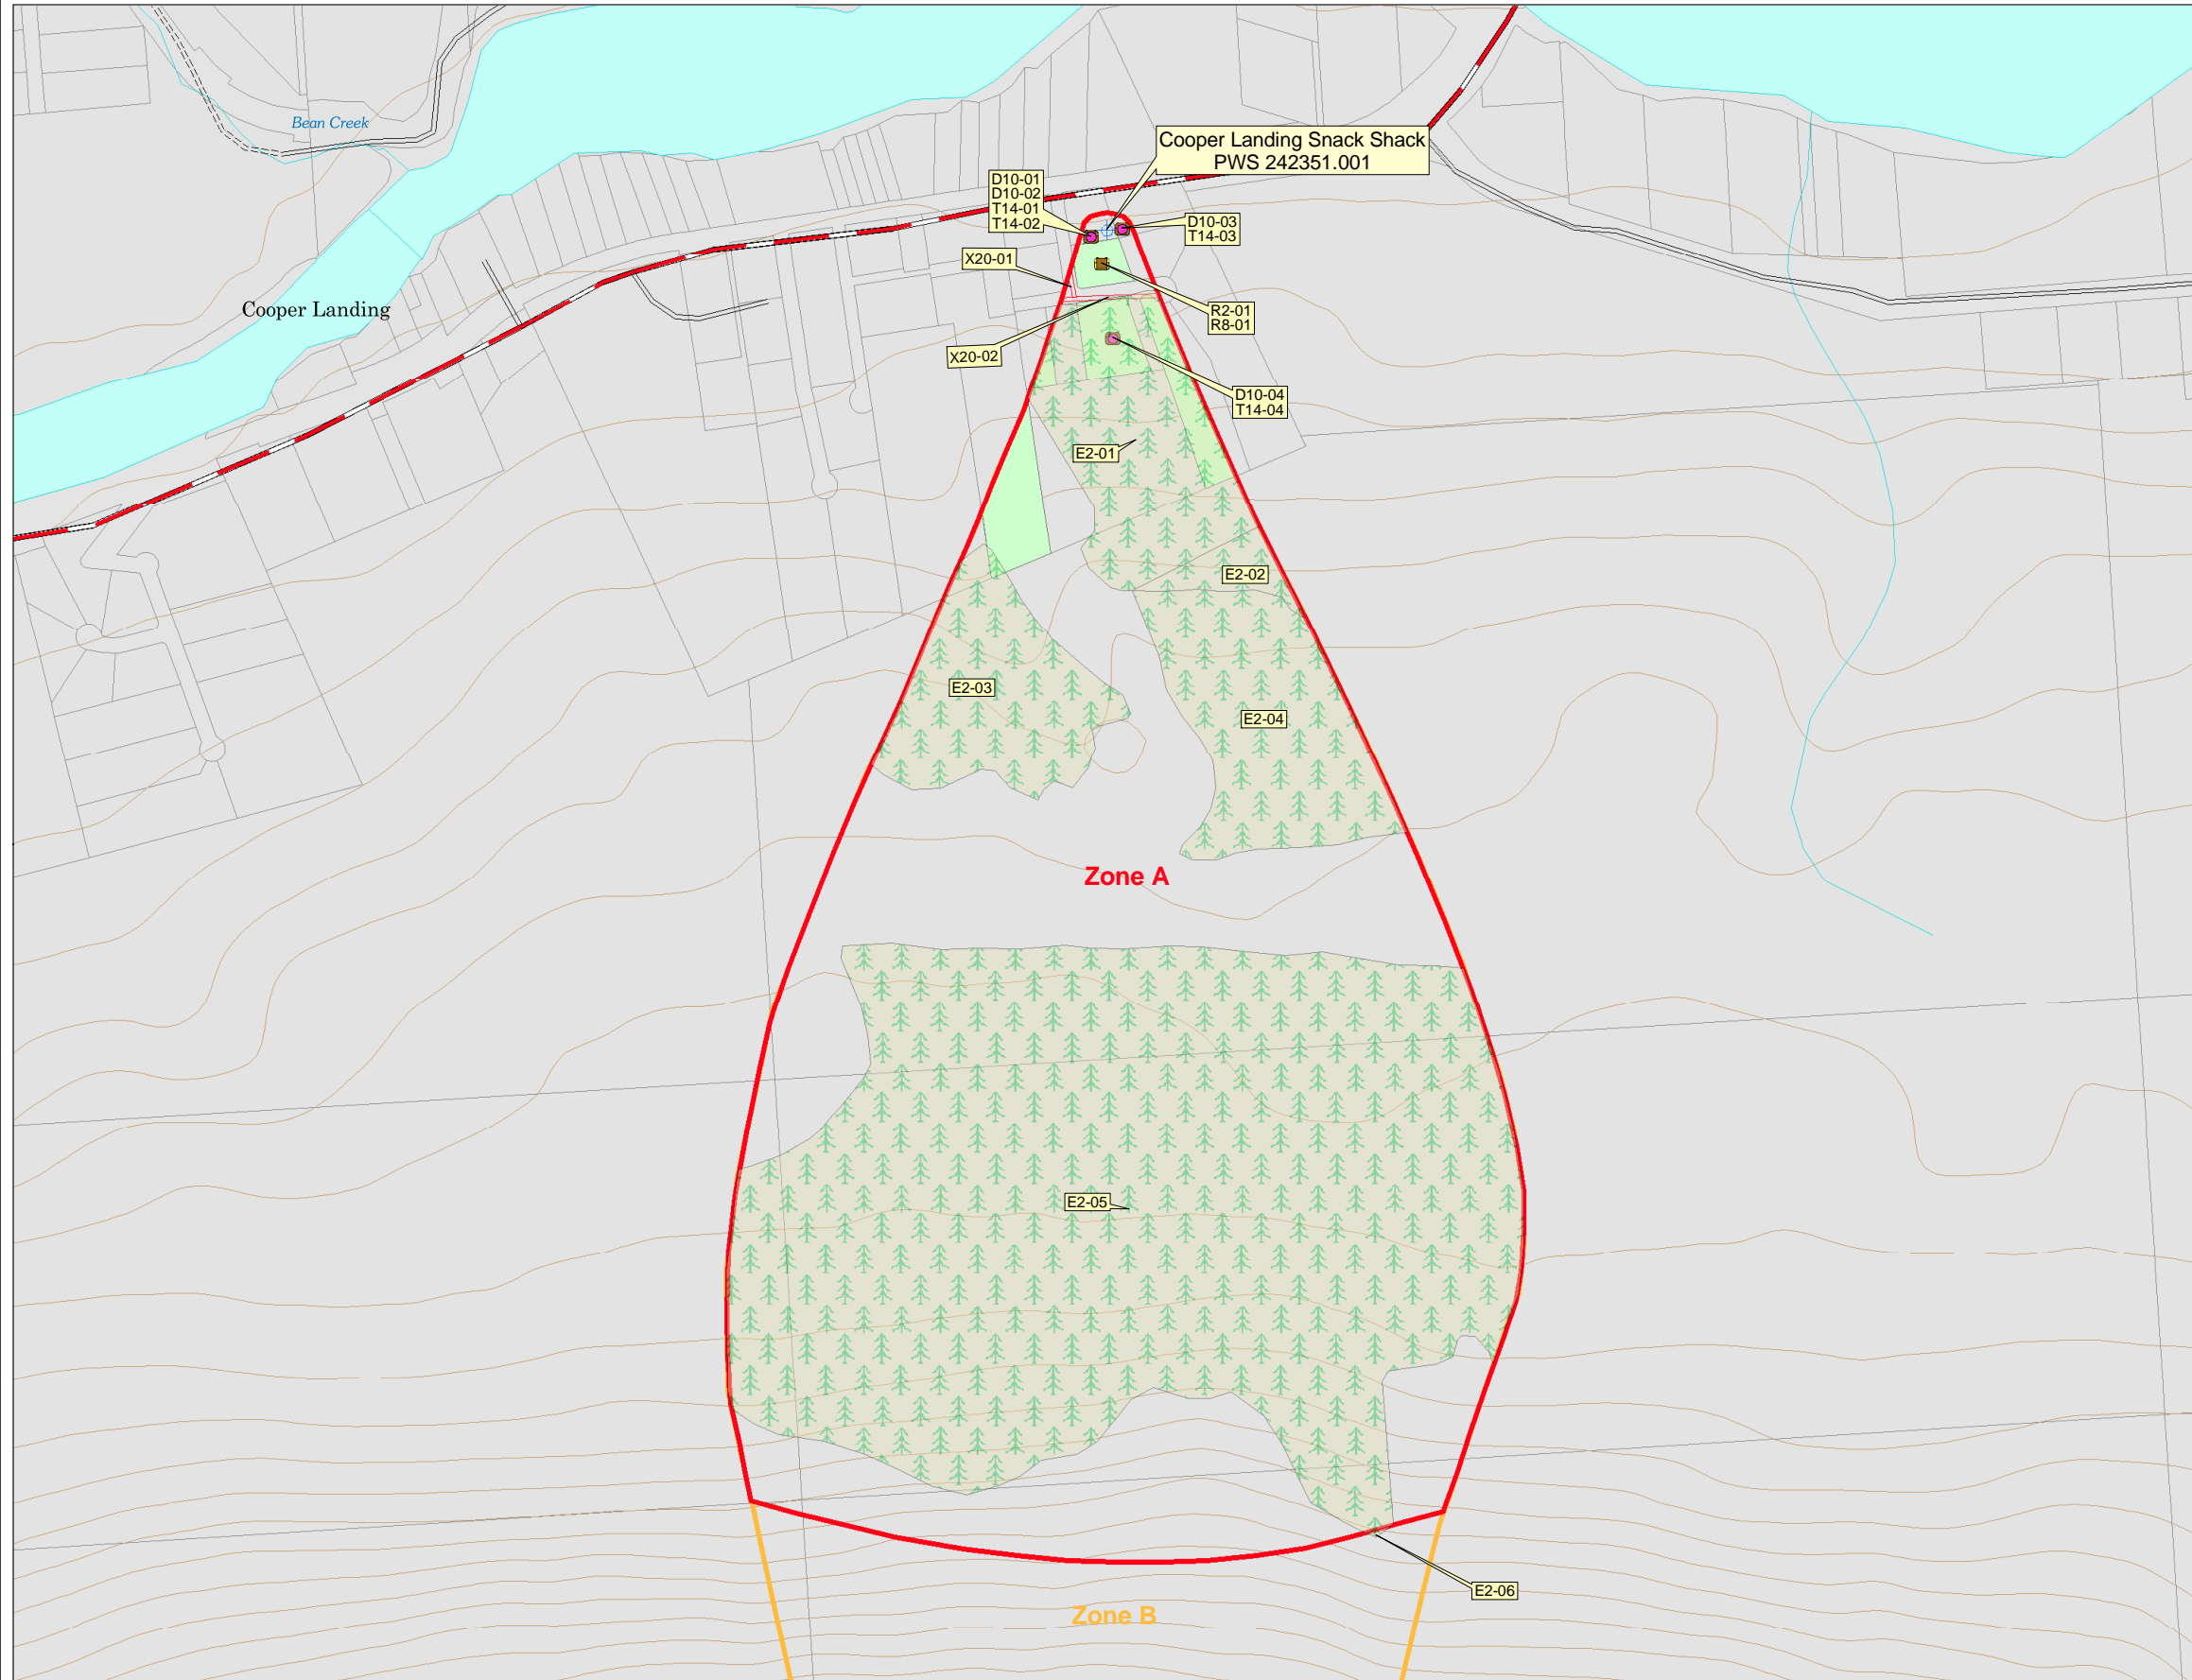 Bean Creek
Cooper Landing Snack Shack
PWS 242351.001
D10-01
D10-02
T14-01
T14-02
D10-03
T14-03
X20-01
Cooper Landing
R2-01
R8-01
X20-02
D10-04
T14-04
E2-01
E2-02
E2-03
E2-04
Zone A
E2-05
E2-06
Zone B